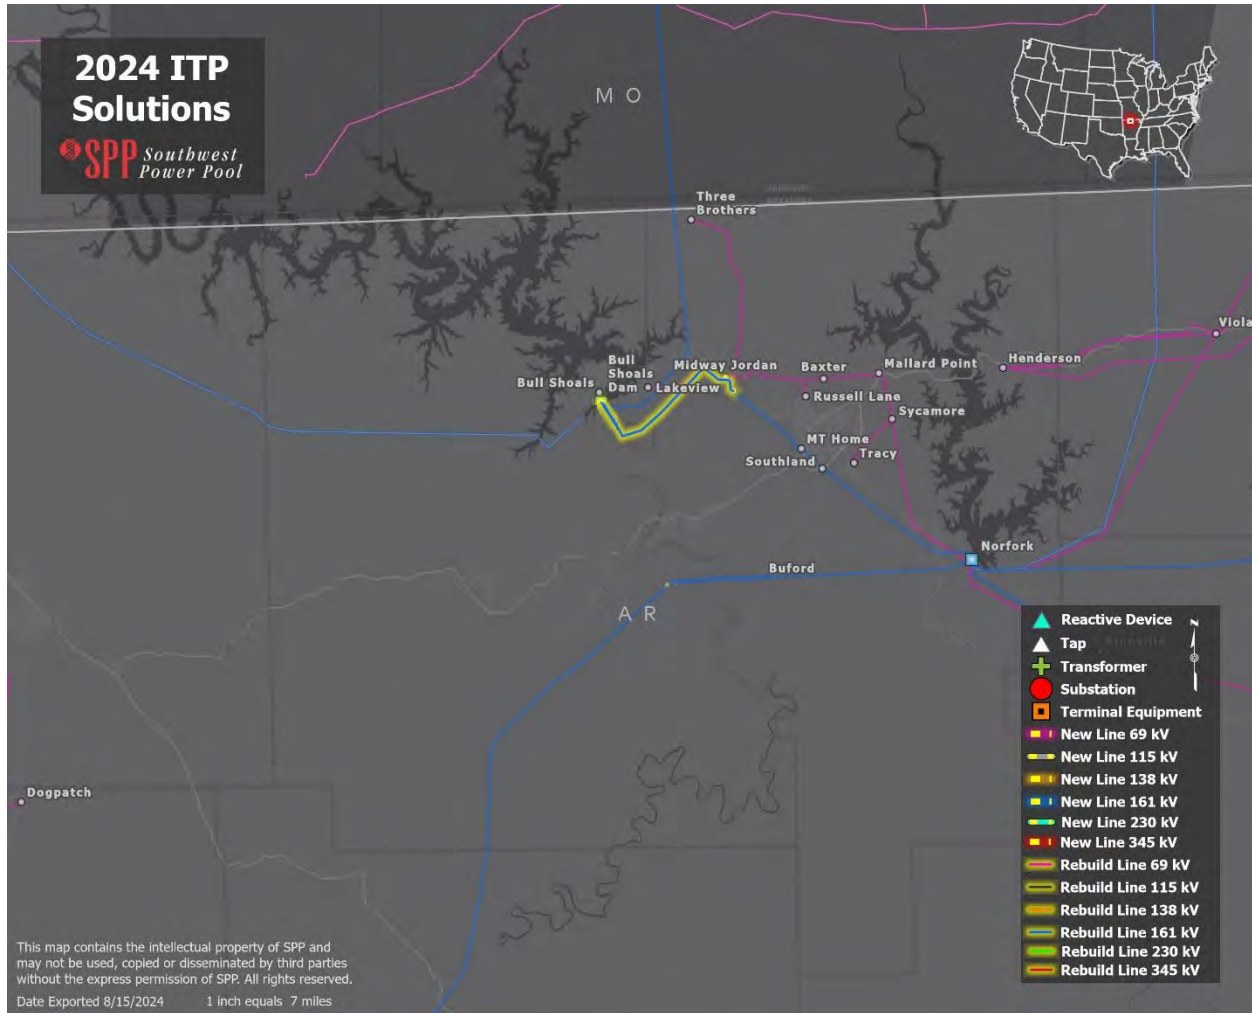 2024 ITP
Solutions
SPP Southwest
Power Pool
M O
Three
Brothers
Viola
Bull
Shoals
Dam
Midway Jordan
Baxter
Mallard Point
Henderson
Bull Shoals
Lakeview
Russell Lane
Sycamore
MT Home
Southland
Tracy
Norfork
Buford
A R
Dogpatch
Reactive Device
Tap
Transformer
Substation
Terminal Equipment
New Line 69 kV
New Line 115 kV
New Line 138 kV
New Line 161 kV
New Line 230 kV
New Line 345 kV
Rebuild Line 69 kV
Rebuild Line 115 kV
Rebuild Line 138 kV
Rebuild Line 161 kV
Rebuild Line 230 kV
Rebuild Line 345 kV
N
This map contains the intellectual property of SPP and
may not be used, copied or disseminated by third parties
without the express permission of SPP. All rights reserved.
Date Exported 8/15/2024 1 inch equals 7 miles